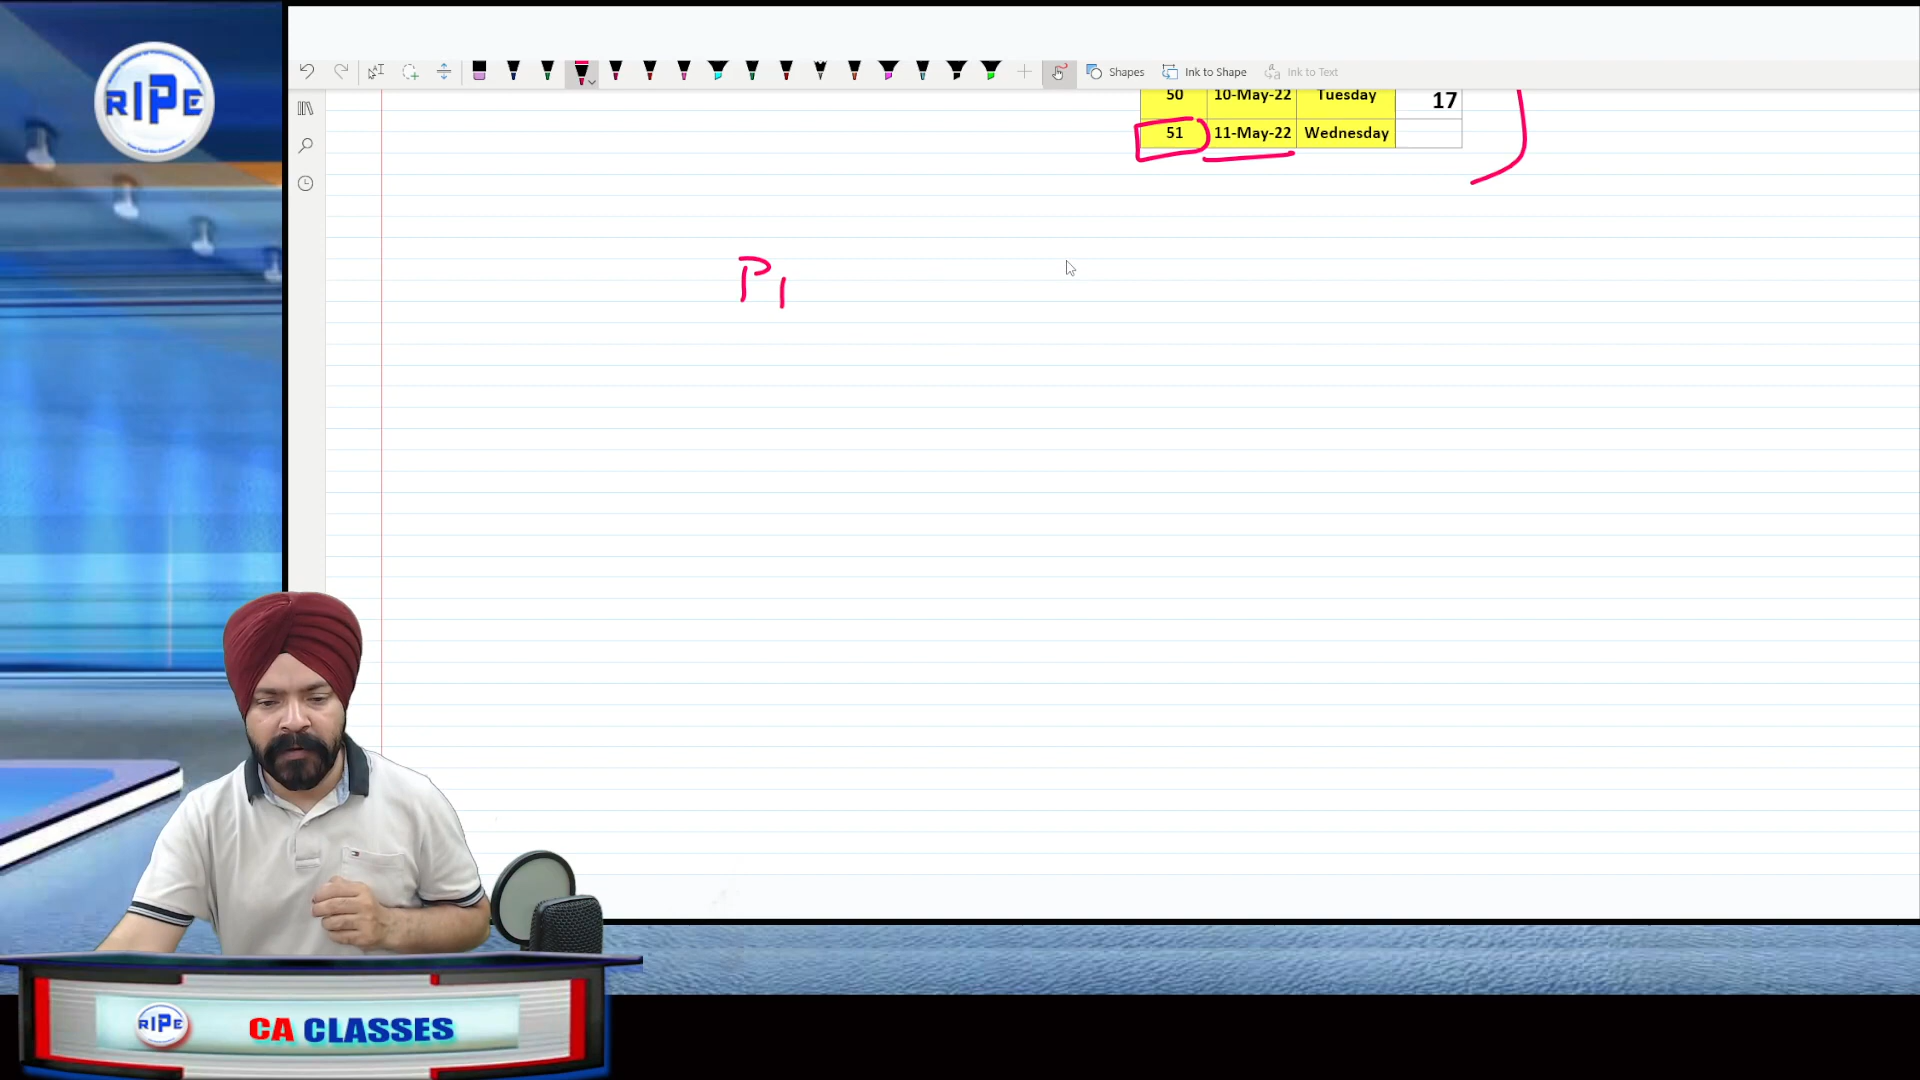 RIPE
Shapes Ink to Shape Ink to Text
50 10-May-22 Tuesday 17
51 11-May-22 Wednesday
P1
RIPE CA CLASSES